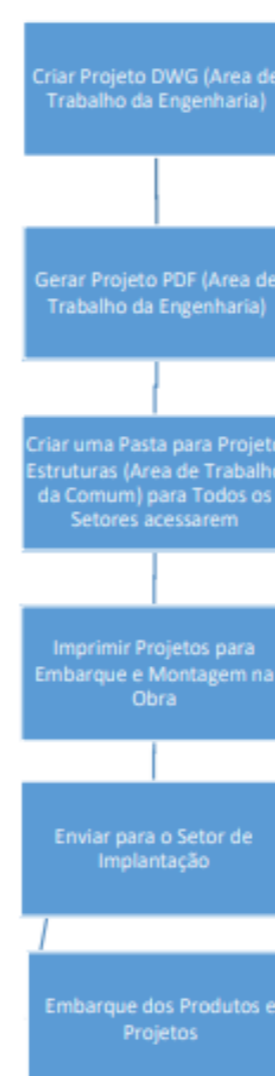 Criar Projeto DWG (Area de
Trabalho da Engenharia)
Gerar Projeto PDF (Area de
Trabalho da Engenharia)
Criar uma Pasta para Projeto
Estruturas (Area de Trabalho
da Comum) para Todos os
Setores acessarem
Imprimir Projetos para
Embarque e Montagem na
Obra
Enviar para o Setor de
Implantação
Embarque dos Produtos e
Projetos